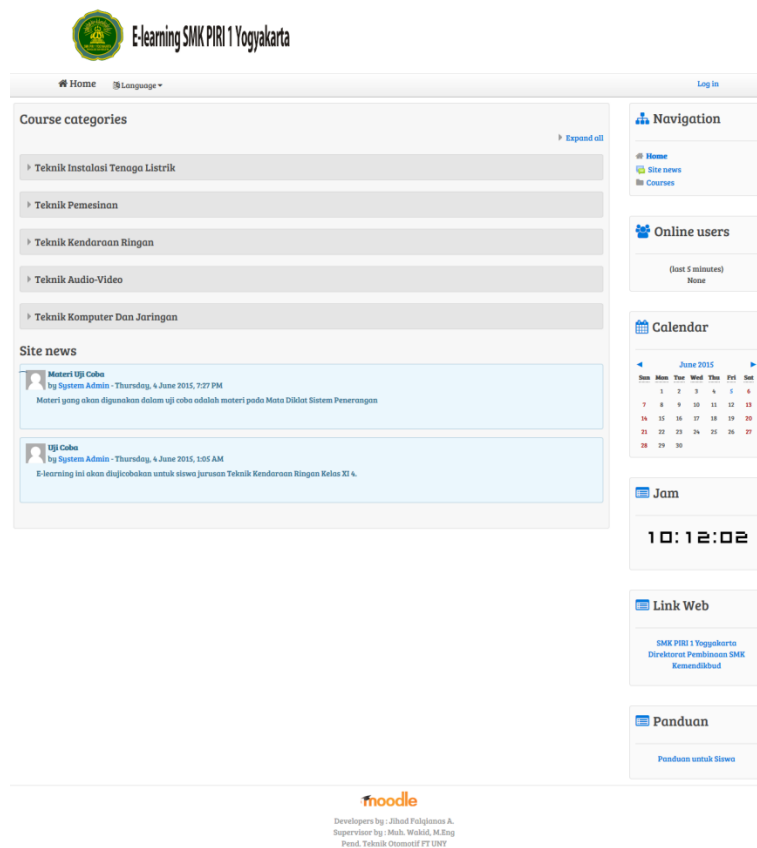 E-learning SMK PIRI 1 Yogyakarta
Home Language
Log in
Course categories
Expand all
Teknik Instalasi Tenaga Listrik
Teknik Pemesinan
Teknik Kendaraan Ringan
Teknik Audio-Video
Teknik Komputer Dan Jaringan
Site news
Materi Uji Coba
by System Admin - Thursday, 4 June 2015, 7:27 PM
Materi yang akan digunakan dalam uji coba adalah materi pada Mata Diklat Sistem Penerangan
Uji Coba
by System Admin - Thursday, 4 June 2015, 1:05 AM
E-learning ini akan diujicobakan untuk siswa jurusan Teknik Kendaraan Ringan Kelas XI 4.
Navigation
Home
Site news
Courses
Online users
(last 5 minutes)
None
Calendar
◄ June 2015 ►
Sun Mon Tue Wed Thu Fri Sat
1 2 3 4 5 6
7 8 9 10 11 12 13
14 15 16 17 18 19 20
21 22 23 24 25 26 27
28 29 30
Jam
10:12:02
Link Web
SMK PIRI 1 Yogyakarta
Direktorat Pembinaan SMK
Kemendikbud
Panduan
Panduan untuk Siswa
moodle
Developers by : Jihad Falqianas A.
Supervisor by : Muh. Wakid, M.Eng
Pend. Teknik Otomotif FT UNY